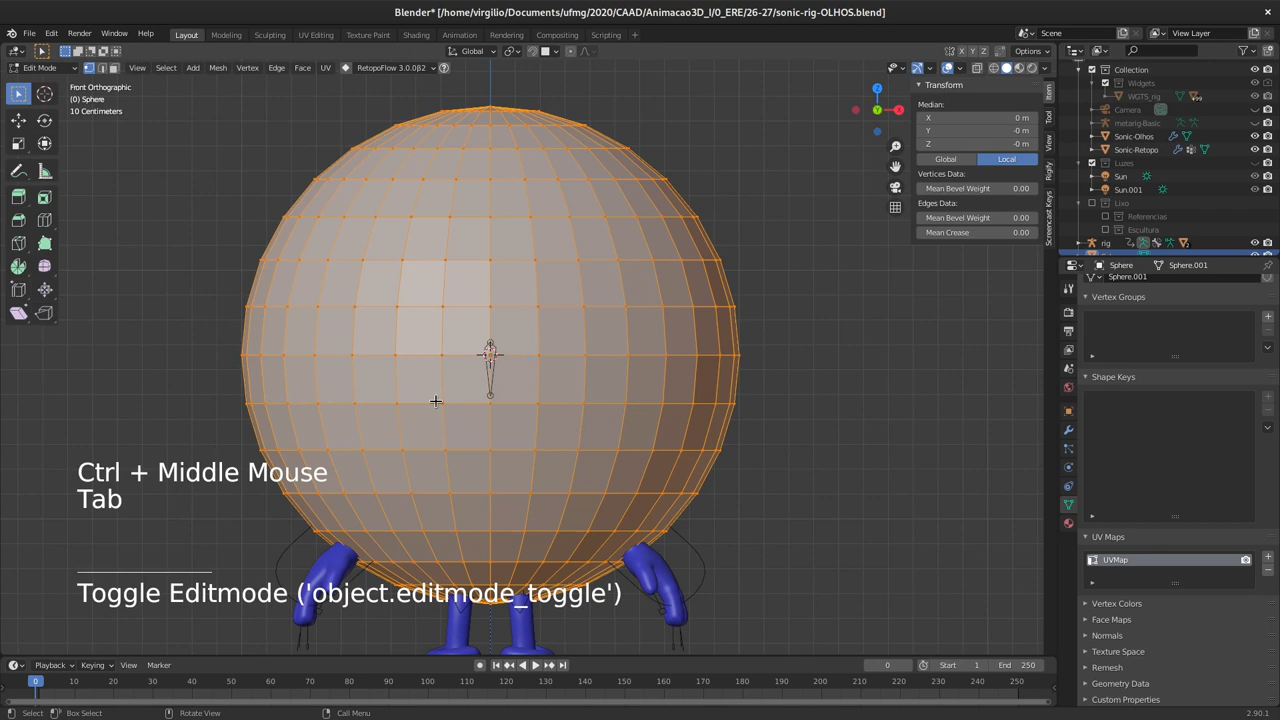 Blender* [/home/virgilio/Documents/ufmg/2020/CAAD/Animacao3D_I/0_ERE/26-27/sonic-rig-OLHOS.blend]
File Edit Render Window Help Layout Modeling Sculpting UV Editing Texture Paint Shading Animation Rendering Compositing Scripting + Scene View Layer
Global X Y Z Options
Edit Mode View Select Add Mesh Vertex Edge Face UV RetopoFlow 3.0.0β2
Front Orthographic
(0) Sphere
10 Centimeters
Z
X
Y
Transform
Median:
X 0 m
Y -0 m
Z -0 m
Global Local
Vertices Data:
Mean Bevel Weight 0.00
Edges Data:
Mean Bevel Weight 0.00
Mean Crease 0.00
Item
Tool
View
Rigify
Screencast Keys
Collection
Widgets
WGTS_rig
Camera
metarig-Basic
Sonic-Olhos
Sonic-Retopo
Luzes
Sun
Sun.001
Lixo
Referencias
Escultura
rig
Sphere Sphere.001
Sphere.001
Vertex Groups
Shape Keys
UV Maps
UVMap
Vertex Colors
Face Maps
Normals
Texture Space
Remesh
Geometry Data
Custom Properties
Ctrl + Middle Mouse
Tab
Toggle Editmode ('object.editmode_toggle')
Playback Keying View Marker 0 Start 1 End 250
0 10 20 30 40 50 60 70 80 90 100 110 120 130 140 150 160 170 180 190 200 210 220 230 240 250
Select Box Select Rotate View Call Menu 2.90.1